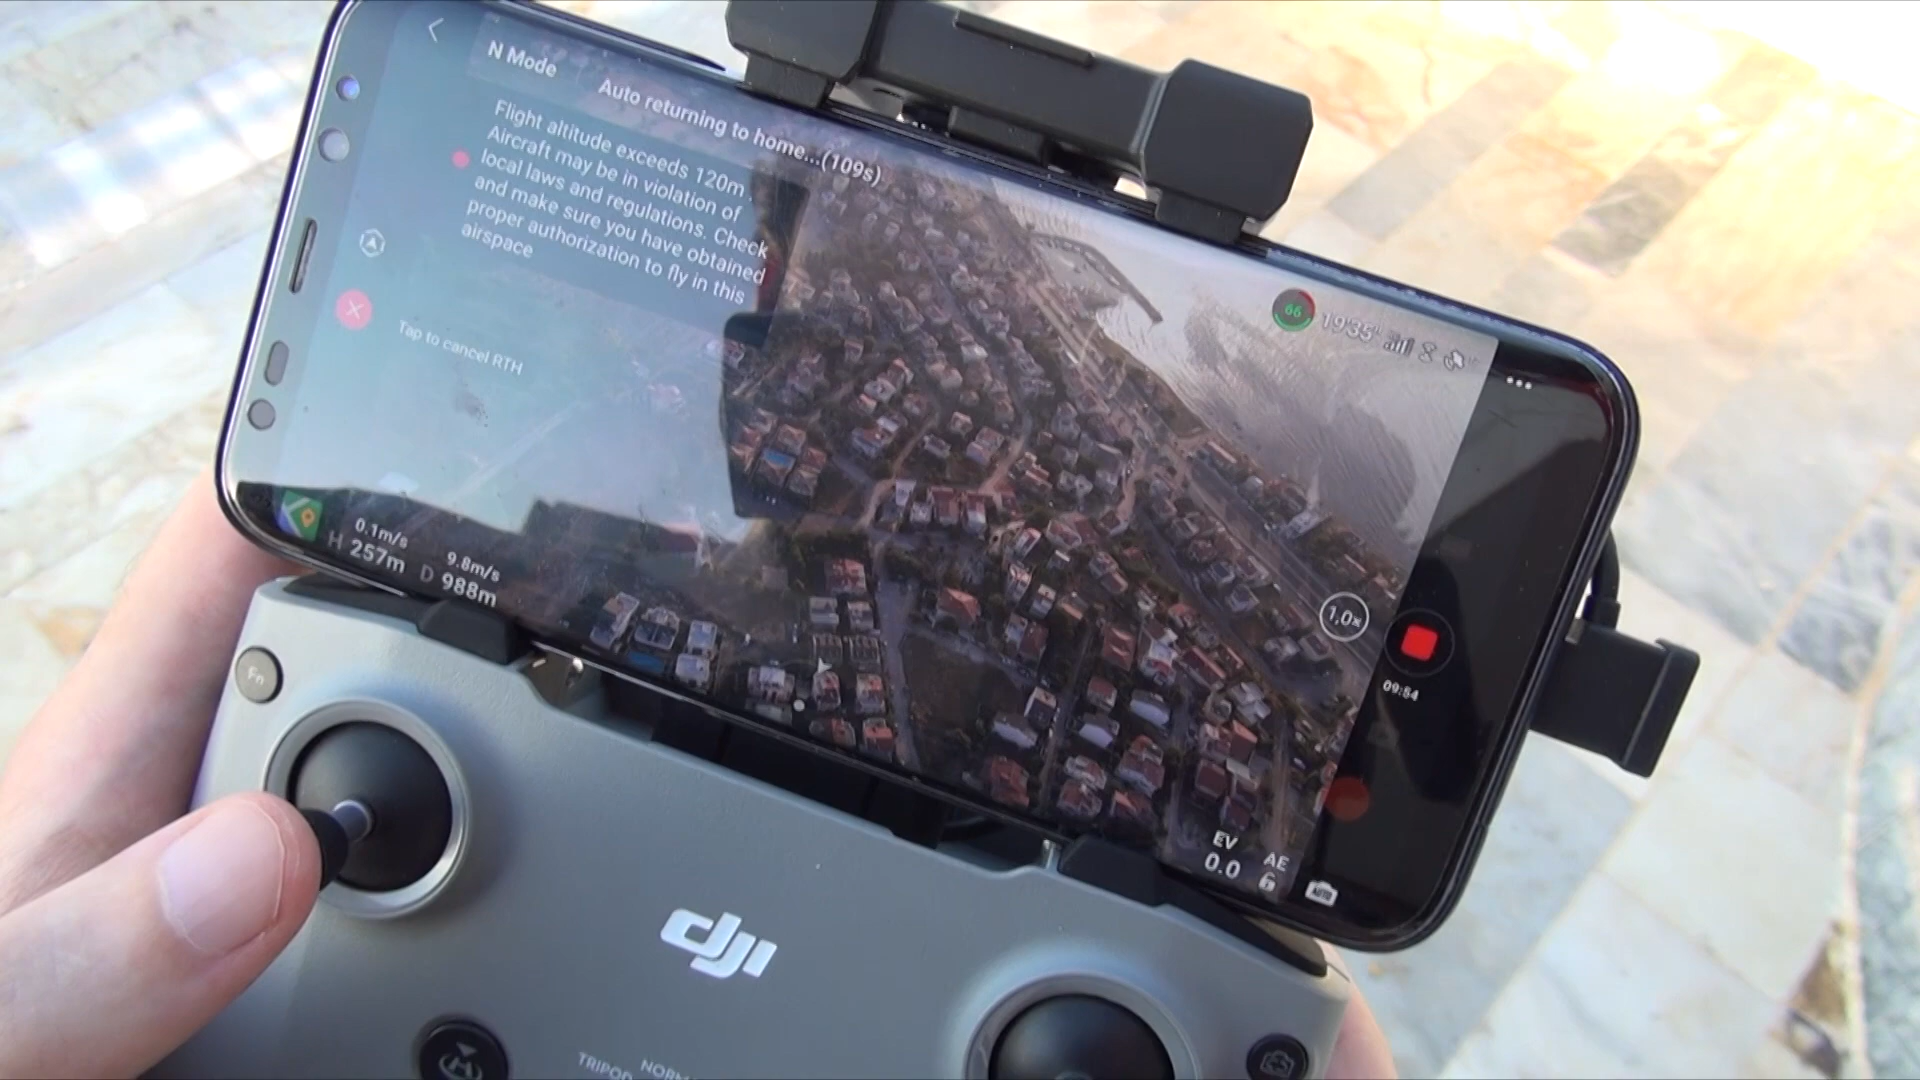 N Mode
Auto returning to home...(109s)
Flight altitude exceeds 120m.
Aircraft may be in violation of
local laws and regulations. Check
and make sure you have obtained
proper authorization to fly in this
airspace
Tap to cancel RTH
66
19'35"
0.1m/s
9.8m/s
H 257m
D 988m
1,0x
09:54
EV
0.0
AE
AUTO
Fn
dji
TRIPOD